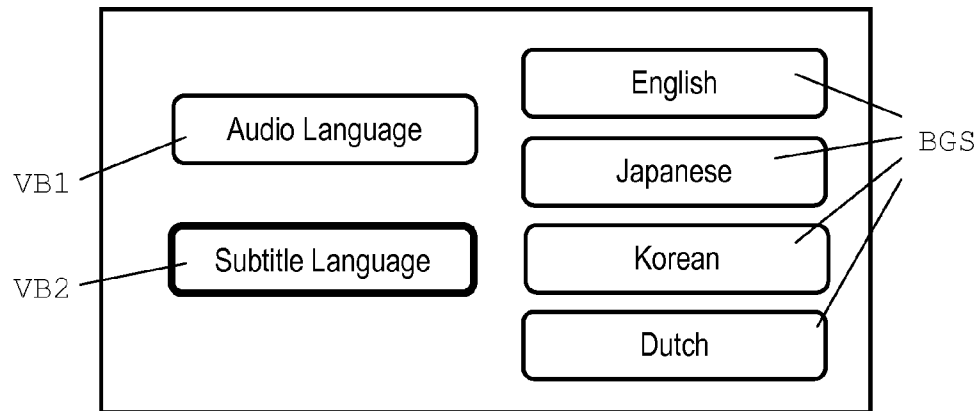 English
Audio Language
BGS
Japanese
VB1
Korean
Subtitle Language
VB2
Dutch